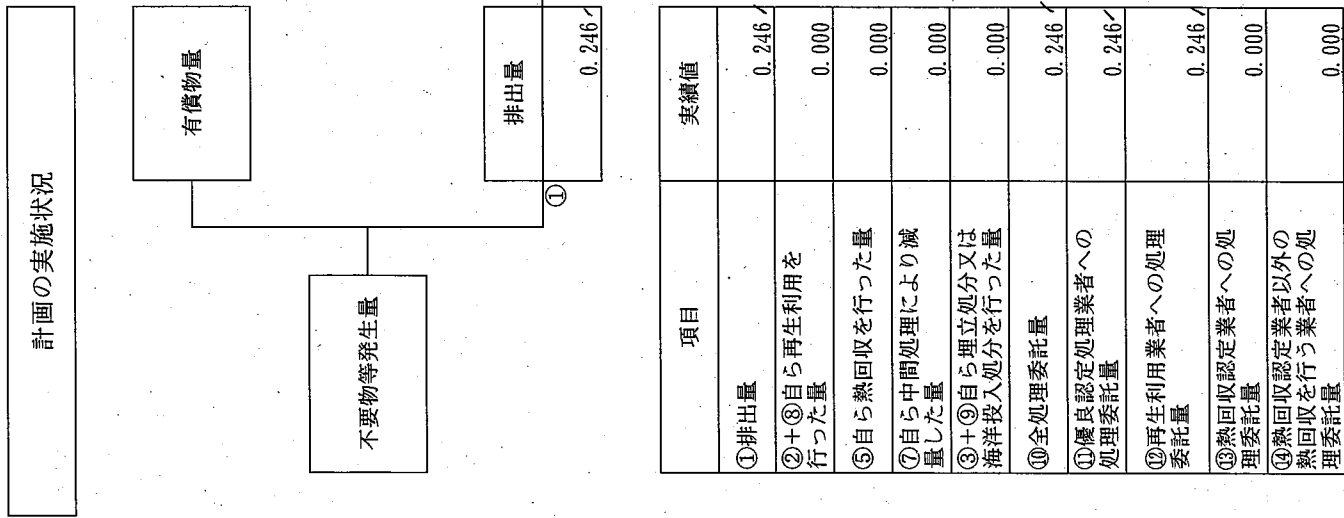 計画の実施状況
有償物量
不要物等発生量
排出量
①
0.246
項目
実績値
①排出量
0.246
②+⑧自ら再生利用を
行った量
0.000
⑤自ら熱回収を行った量
0.000
⑦自ら中間処理により減
量した量
0.000
③+⑨自ら埋立処分又は
海洋投入処分を行った量
0.000
⑩全処理委託量
0.246
⑪優良認定処理業者への
処理委託量
0.246
⑫再生利用業者への処理
委託量
0.246
⑬熱回収認定業者への処
理委託量
0.000
⑭熱回収認定業者以外の
熱回収を行う業者への処
理委託量
0.000